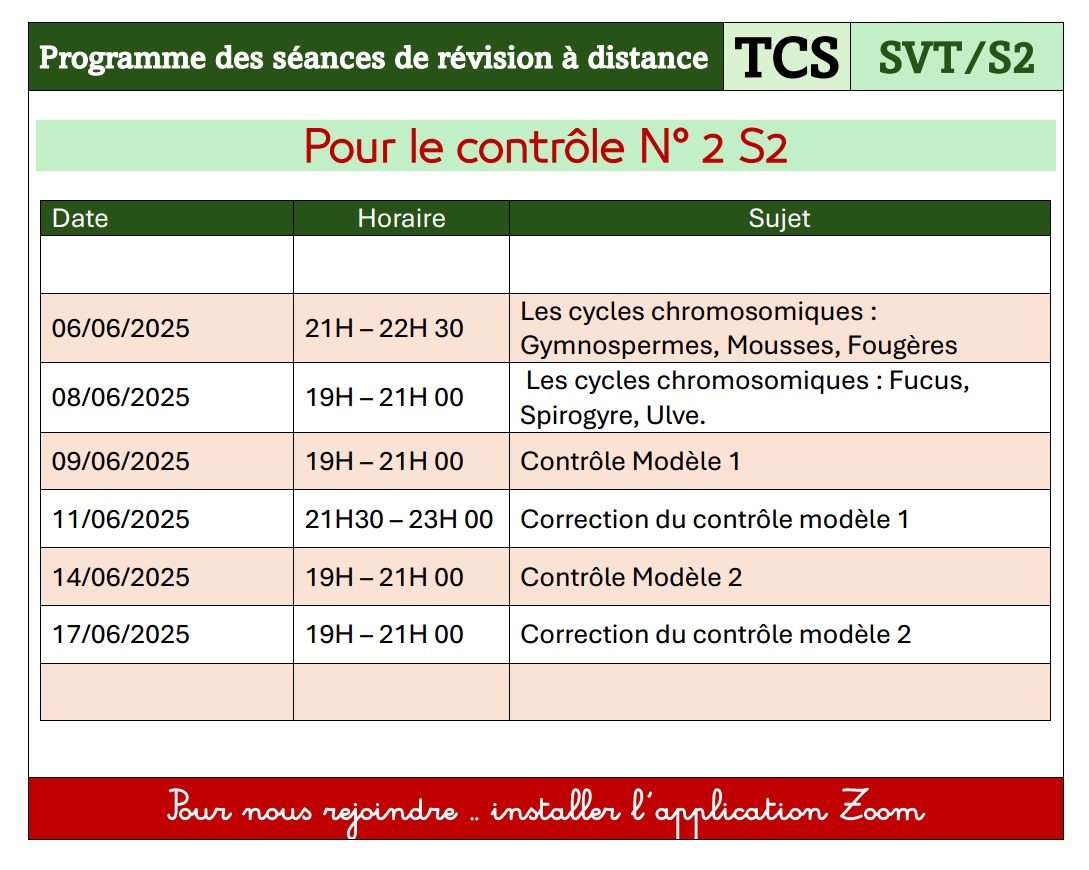 Programme des séances de révision à distance TCS SVT/S2
Pour le contrôle N° 2 S2
Date Horaire Sujet
06/06/2025 21H – 22H 30 Les cycles chromosomiques :
Gymnospermes, Mousses, Fougères
08/06/2025 19H – 21H 00 Les cycles chromosomiques : Fucus,
Spirogyre, Ulve.
09/06/2025 19H – 21H 00 Contrôle Modèle 1
11/06/2025 21H30 – 23H 00 Correction du contrôle modèle 1
14/06/2025 19H – 21H 00 Contrôle Modèle 2
17/06/2025 19H – 21H 00 Correction du contrôle modèle 2
Pour nous rejoindre .. installer l'application Zoom